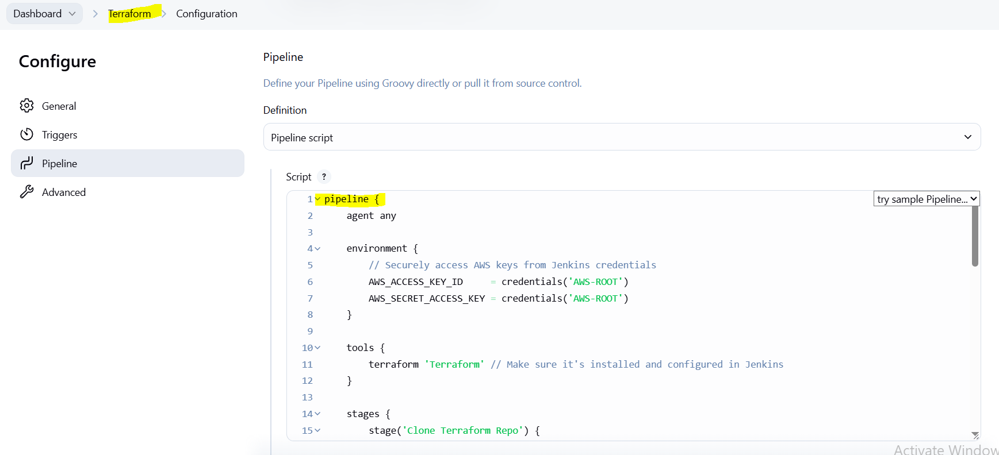 Dashboard Terraform Configuration
Configure
General
Triggers
Pipeline
Advanced
Pipeline
Define your Pipeline using Groovy directly or pull it from source control.
Definition
Pipeline script
Script ?
try sample Pipeline...
1 pipeline {
2 agent any
3
4 environment {
5 // Securely access AWS keys from Jenkins credentials
6 AWS_ACCESS_KEY_ID     = credentials('AWS-ROOT')
7 AWS_SECRET_ACCESS_KEY = credentials('AWS-ROOT')
8 }
9
10 tools {
11 terraform 'Terraform' // Make sure it's installed and configured in Jenkins
12 }
13
14 stages {
15 stage('Clone Terraform Repo') {
Activate Window